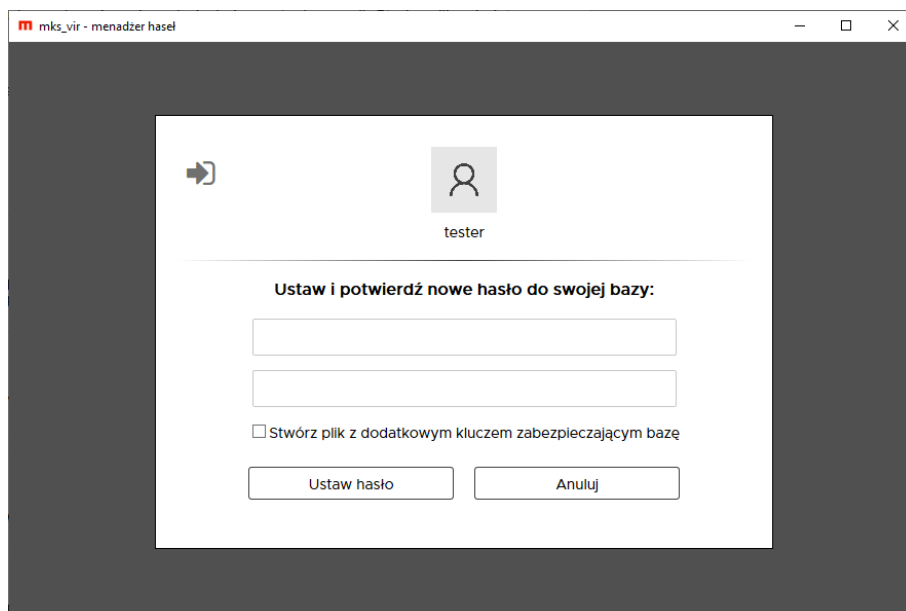 mks_vir - menadżer haseł
tester
Ustaw i potwierdź nowe hasło do swojej bazy:
Stwórz plik z dodatkowym kluczem zabezpieczającym bazę
Ustaw hasło
Anuluj